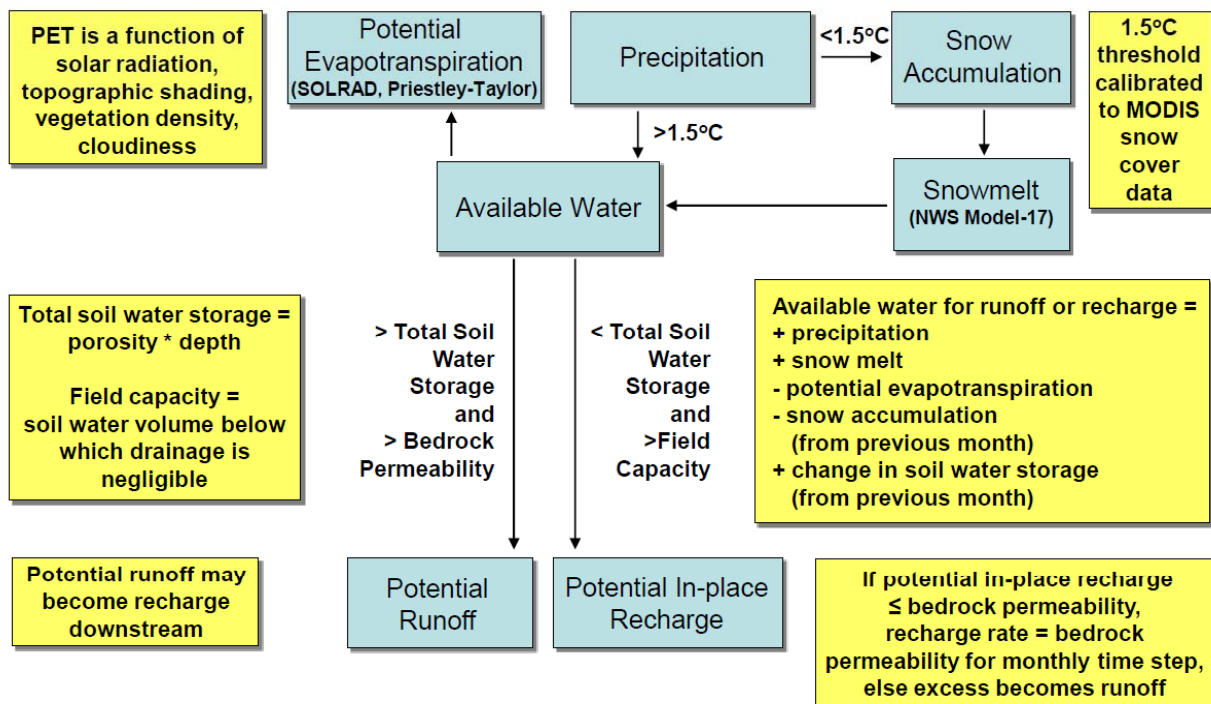 PET is a function of
solar radiation,
topographic shading,
vegetation density,
cloudiness
Potential
Evapotranspiration
(SOLRAD, Priestley-Taylor)
Precipitation
<1.5°C
Snow
Accumulation
1.5°C
threshold
calibrated
to MODIS
snow
cover
data
>1.5°C
Available Water
Snowmelt
(NWS Model-17)
Total soil water storage =
porosity * depth
Field capacity =
soil water volume below
which drainage is
negligible
> Total Soil
Water
Storage
and
> Bedrock
Permeability
< Total Soil
Water
Storage
and
>Field
Capacity
Available water for runoff or recharge =
+ precipitation
+ snow melt
- potential evapotranspiration
- snow accumulation
(from previous month)
+ change in soil water storage
(from previous month)
Potential runoff may
become recharge
downstream
Potential
Runoff
Potential In-place
Recharge
If potential in-place recharge
≤ bedrock permeability,
recharge rate = bedrock
permeability for monthly time step,
else excess becomes runoff